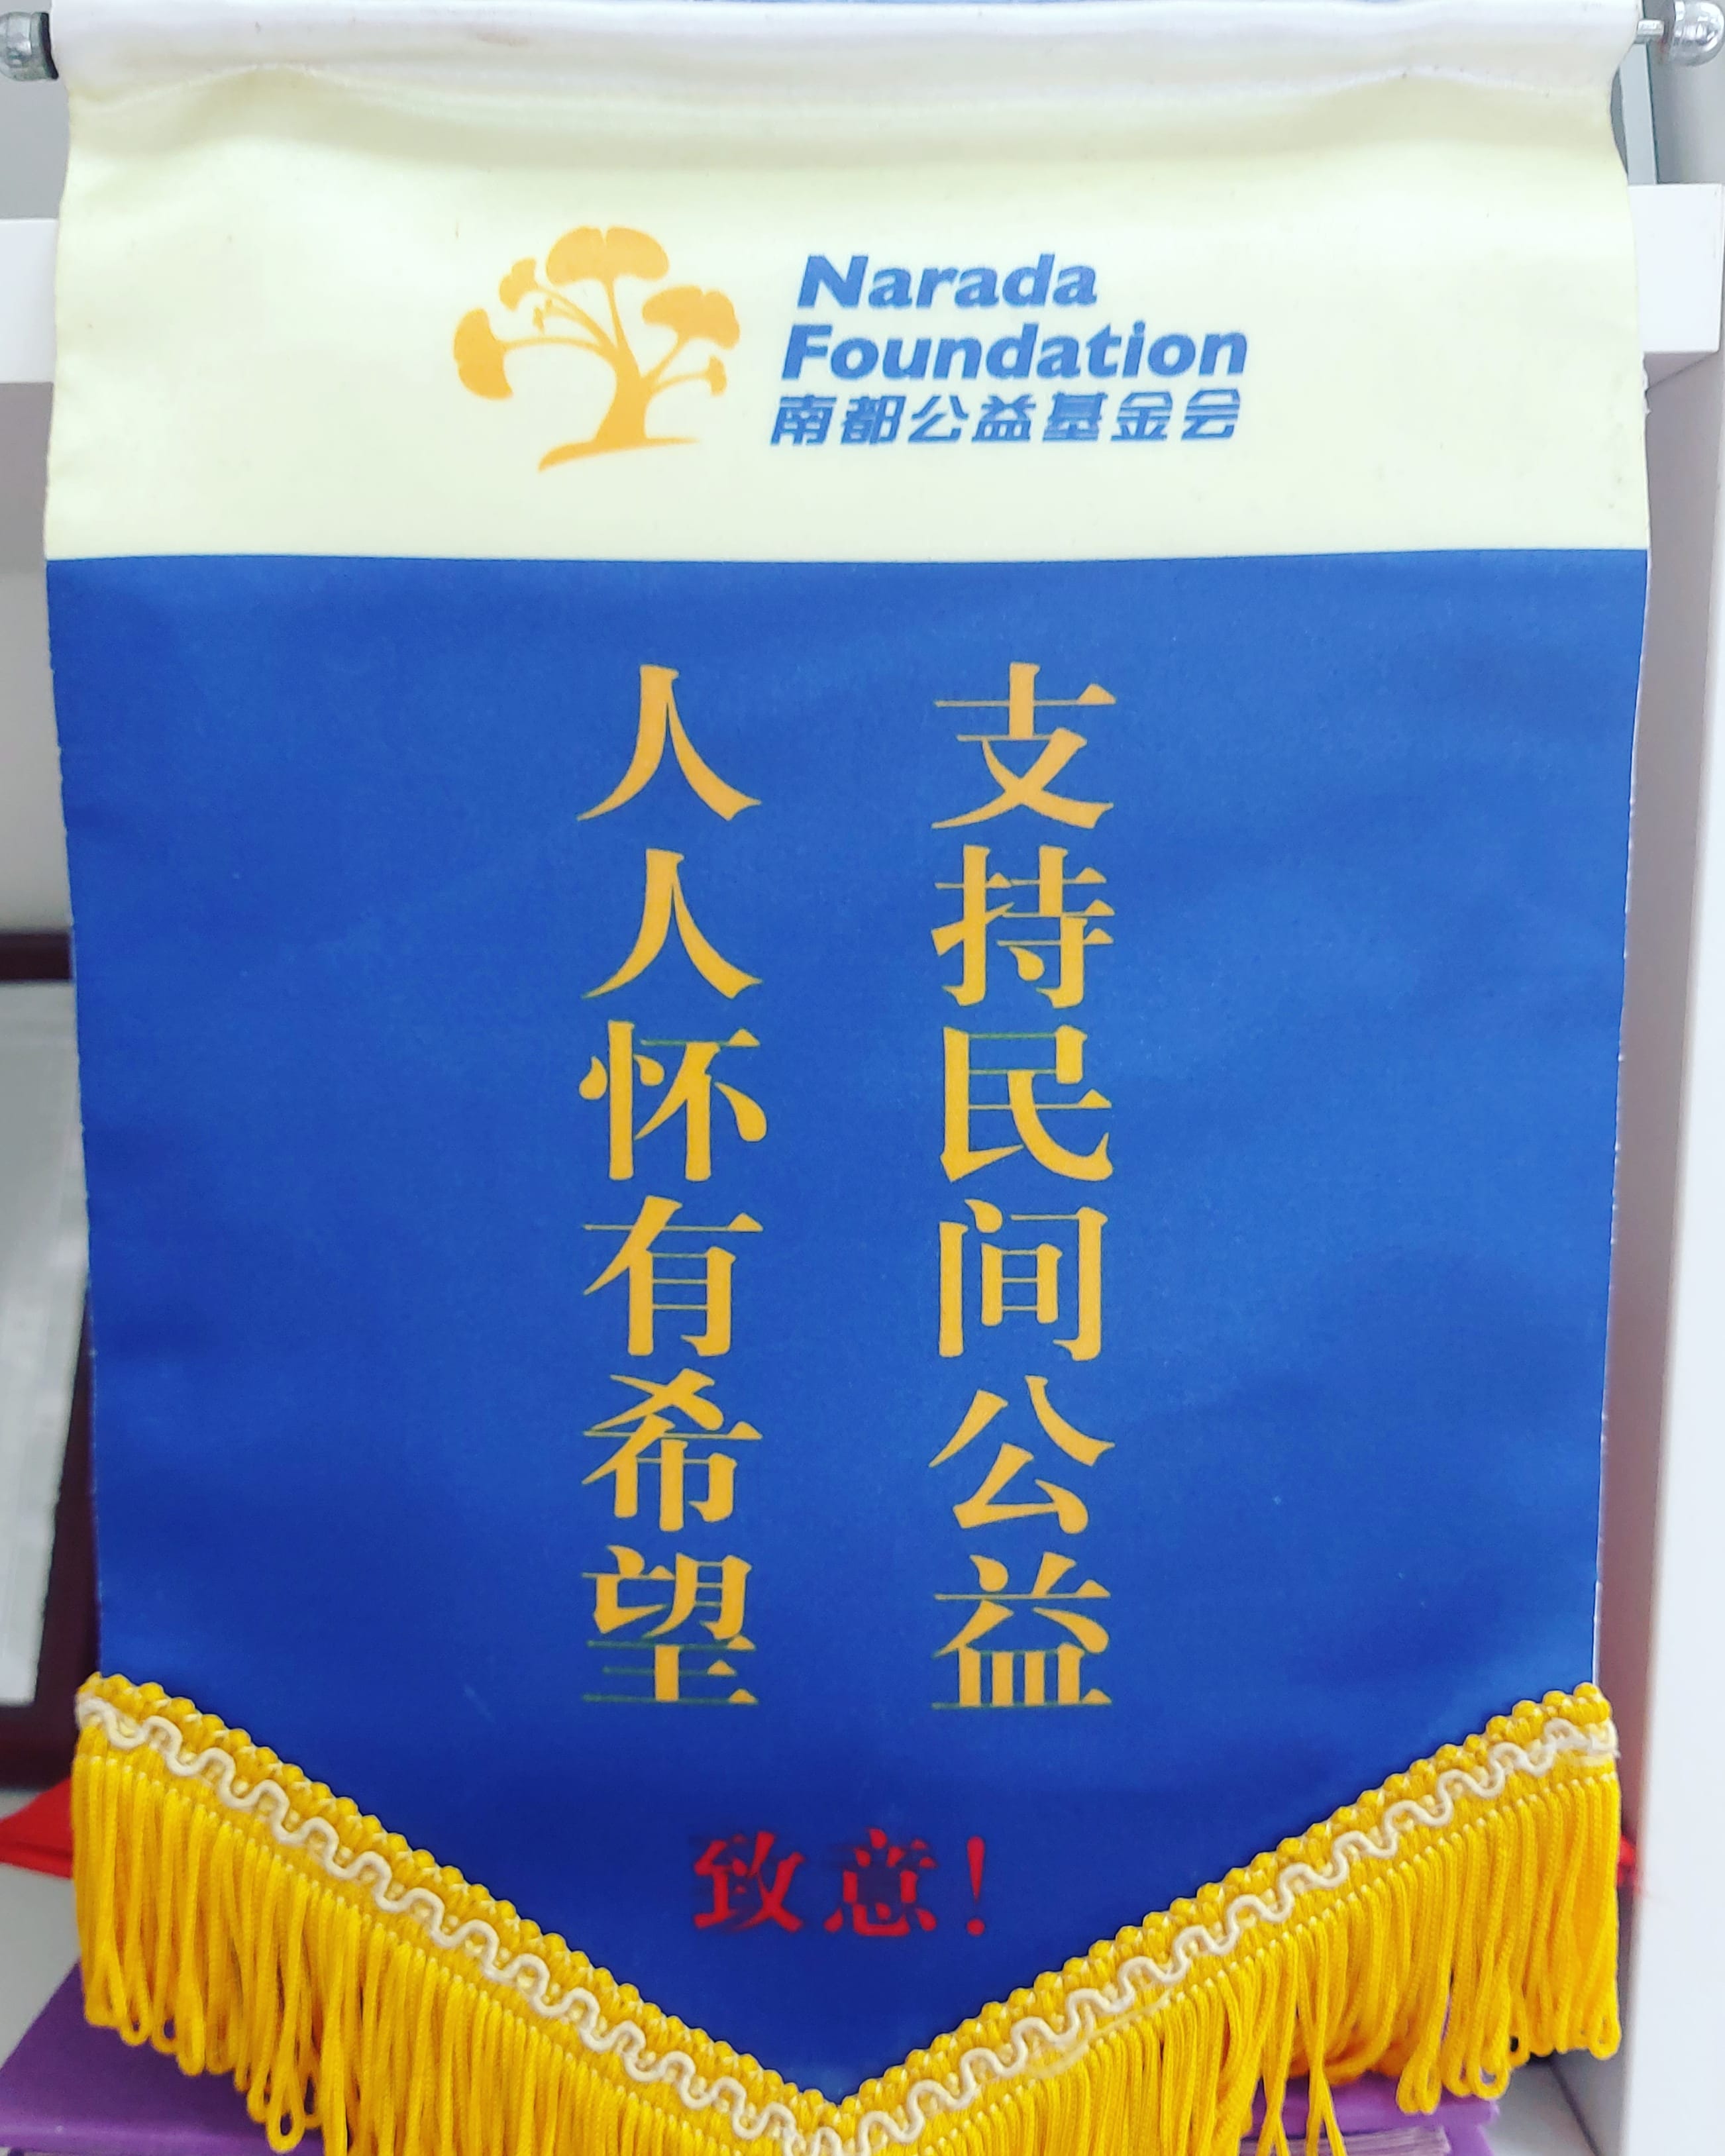 Narada
Foundation
南都公益基金会
支持民间公益
人人怀有希望
致意！